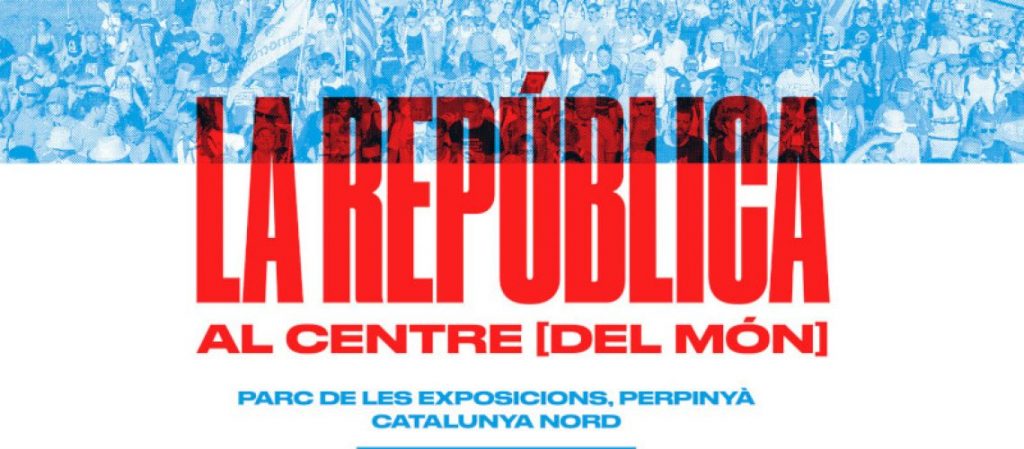 LA REPÚBLICA
AL CENTRE [DEL MÓN]
PARC DE LES EXPOSICIONS, PERPINYÀ
CATALUNYA NORD